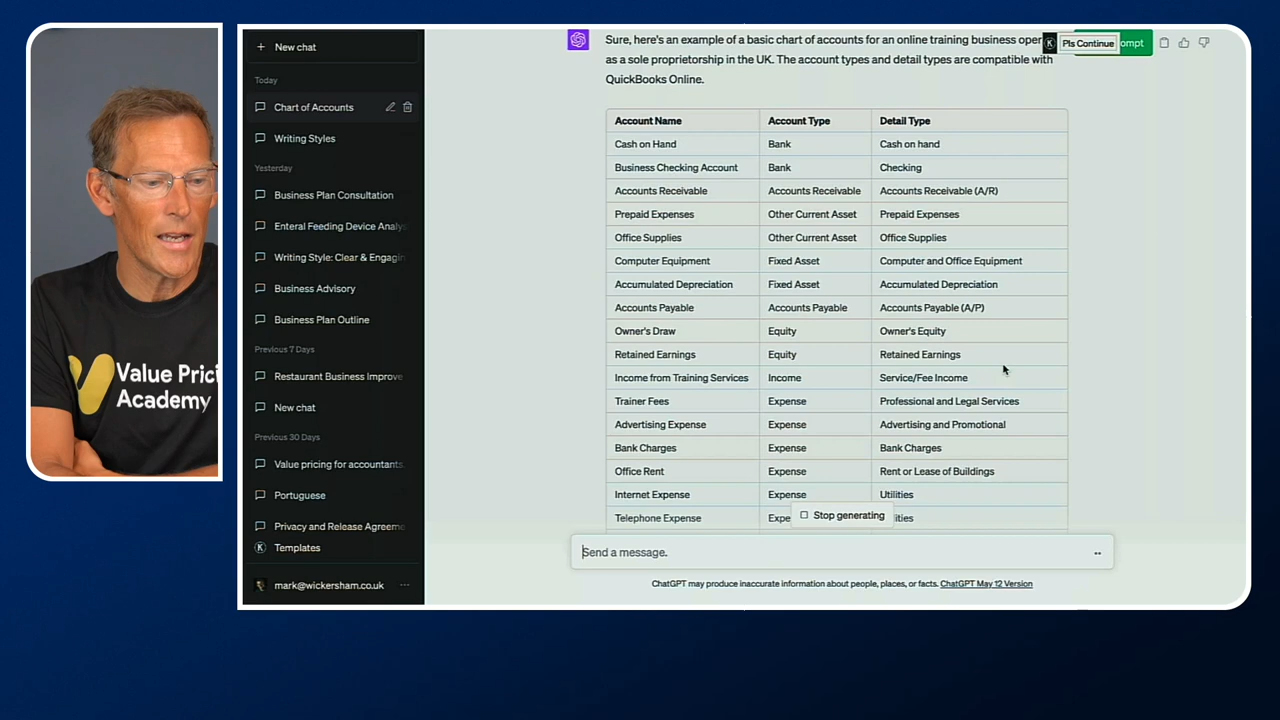 Value Prici
Academy
New chat
Today
Chart of Accounts
Writing Styles
Yesterday
Business Plan Consultation
Enteral Feeding Device Analy
Writing Style: Clear & Engagin
Business Advisory
Business Plan Outline
Previous 7 Days
Restaurant Business Improve
New chat
Previous 30 Days
Value pricing for accountants
Portuguese
Privacy and Release Agreeme
K Templates
mark@wickersham.co.uk
Sure, here's an example of a basic chart of accounts for an online training business oper
as a sole proprietorship in the UK. The account types and detail types are compatible with
QuickBooks Online.
K Pls Continue ompt
Account Name Account Type Detail Type
Cash on Hand Bank Cash on hand
Business Checking Account Bank Checking
Accounts Receivable Accounts Receivable Accounts Receivable (A/R)
Prepaid Expenses Other Current Asset Prepaid Expenses
Office Supplies Other Current Asset Office Supplies
Computer Equipment Fixed Asset Computer and Office Equipment
Accumulated Depreciation Fixed Asset Accumulated Depreciation
Accounts Payable Accounts Payable Accounts Payable (A/P)
Owner's Draw Equity Owner's Equity
Retained Earnings Equity Retained Earnings
Income from Training Services Income Service/Fee Income
Trainer Fees Expense Professional and Legal Services
Advertising Expense Expense Advertising and Promotional
Bank Charges Expense Bank Charges
Office Rent Expense Rent or Lease of Buildings
Internet Expense Expense Utilities
Telephone Expense Expe ities
Stop generating
Send a message.
ChatGPT may produce inaccurate information about people, places, or facts. ChatGPT May 12 Version